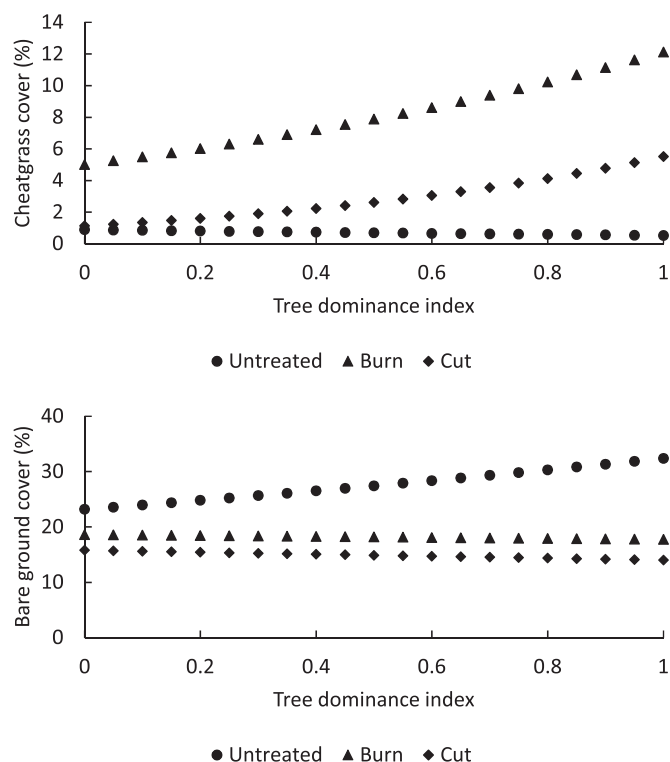 Cheatgrass cover (%)
14
12
10
8
6
4
2
0
0 0.2 0.4 0.6 0.8 1
Tree dominance index
Untreated Burn Cut
Bare ground cover (%)
40
30
20
10
0
0 0.2 0.4 0.6 0.8 1
Tree dominance index
Untreated Burn Cut